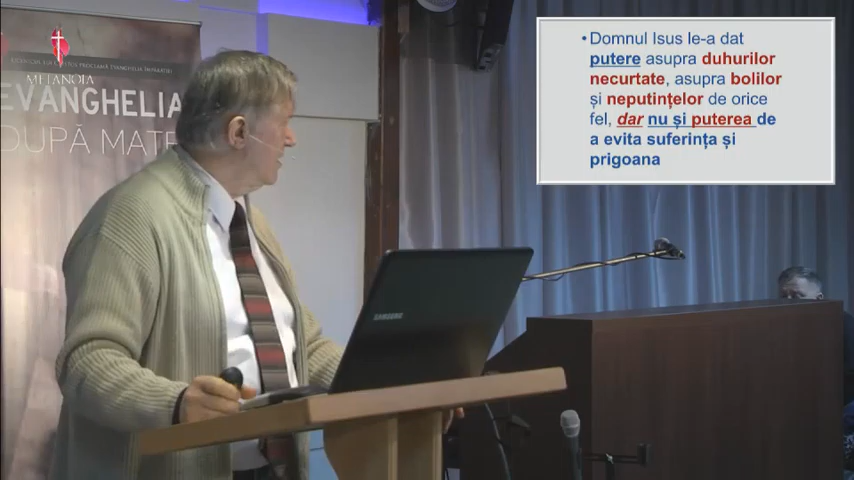 METANOIA
EVANGHELIA
DUPĂ MATE
SAMSUNG
•Domnul Isus le-a dat
putere asupra duhurilor
necurtate, asupra bolilor
și neputințelor de orice
fel, dar nu și puterea de
a evita suferința și
prigoana